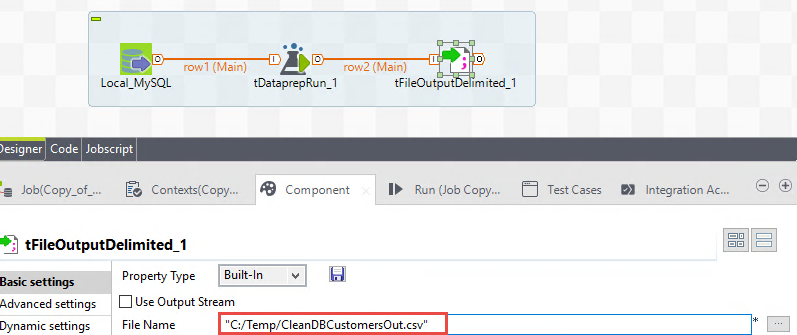 row1 (Main)
row2 (Main)
Local_MySQL
tDataprepRun_1
tFileOutputDelimited_1
Designer
Code
Jobscript
Job(Copy_of_...
Contexts(Copy...
Component
Run (Job Copy...
Test Cases
Integration Ac...
tFileOutputDelimited_1
Basic settings
Property Type
Built-In
Advanced settings
Use Output Stream
Dynamic settings
File Name
"C:/Temp/CleanDBCustomersOut.csv"
*
...